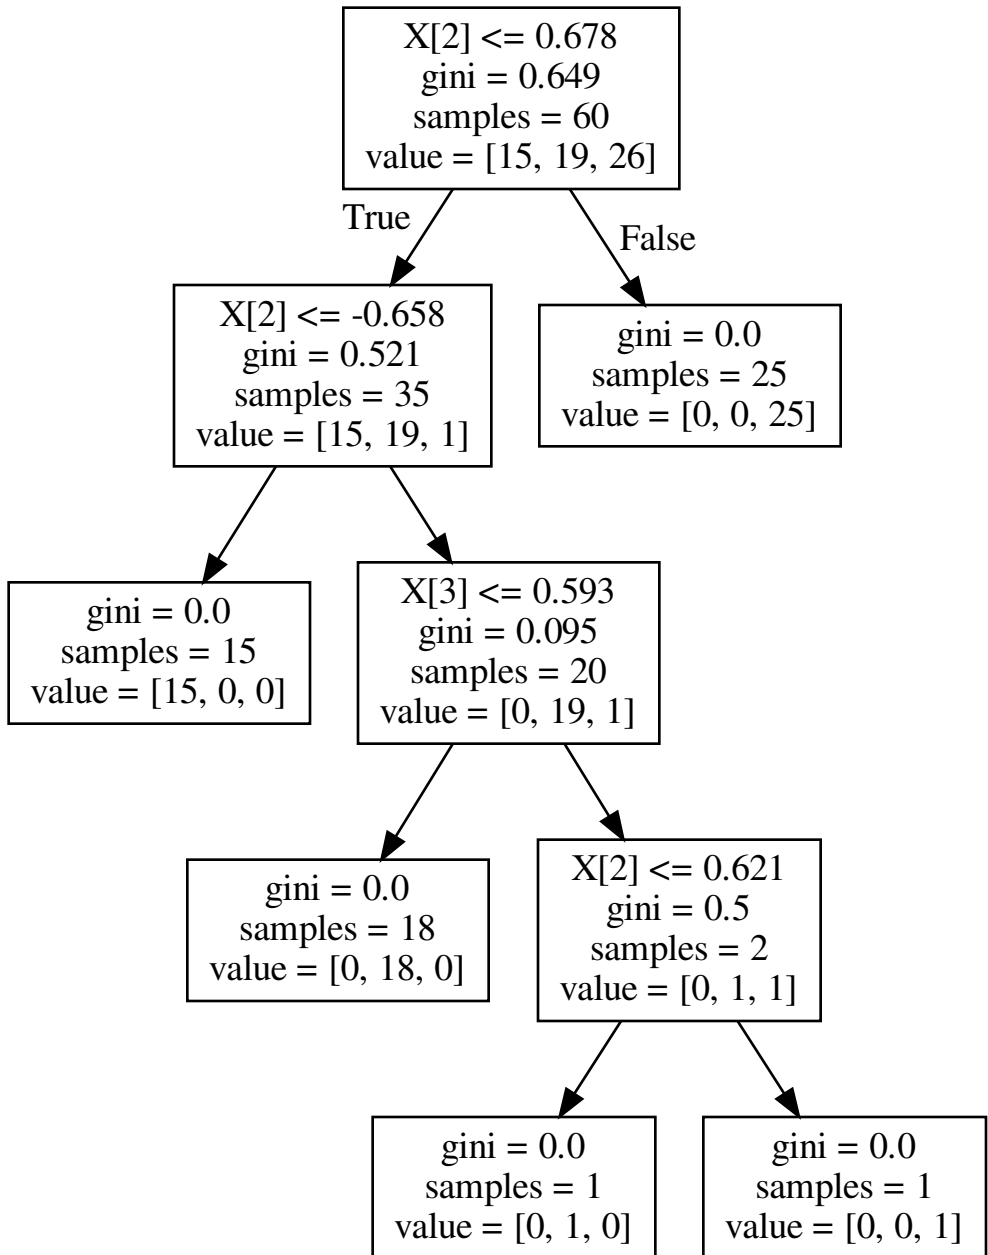 X[2] <= 0.678
gini = 0.649
samples = 60
value = [15, 19, 26]
True
False
X[2] <= -0.658
gini = 0.521
samples = 35
value = [15, 19, 1]
gini = 0.0
samples = 25
value = [0, 0, 25]
gini = 0.0
samples = 15
value = [15, 0, 0]
X[3] <= 0.593
gini = 0.095
samples = 20
value = [0, 19, 1]
gini = 0.0
samples = 18
value = [0, 18, 0]
X[2] <= 0.621
gini = 0.5
samples = 2
value = [0, 1, 1]
gini = 0.0
samples = 1
value = [0, 1, 0]
gini = 0.0
samples = 1
value = [0, 0, 1]